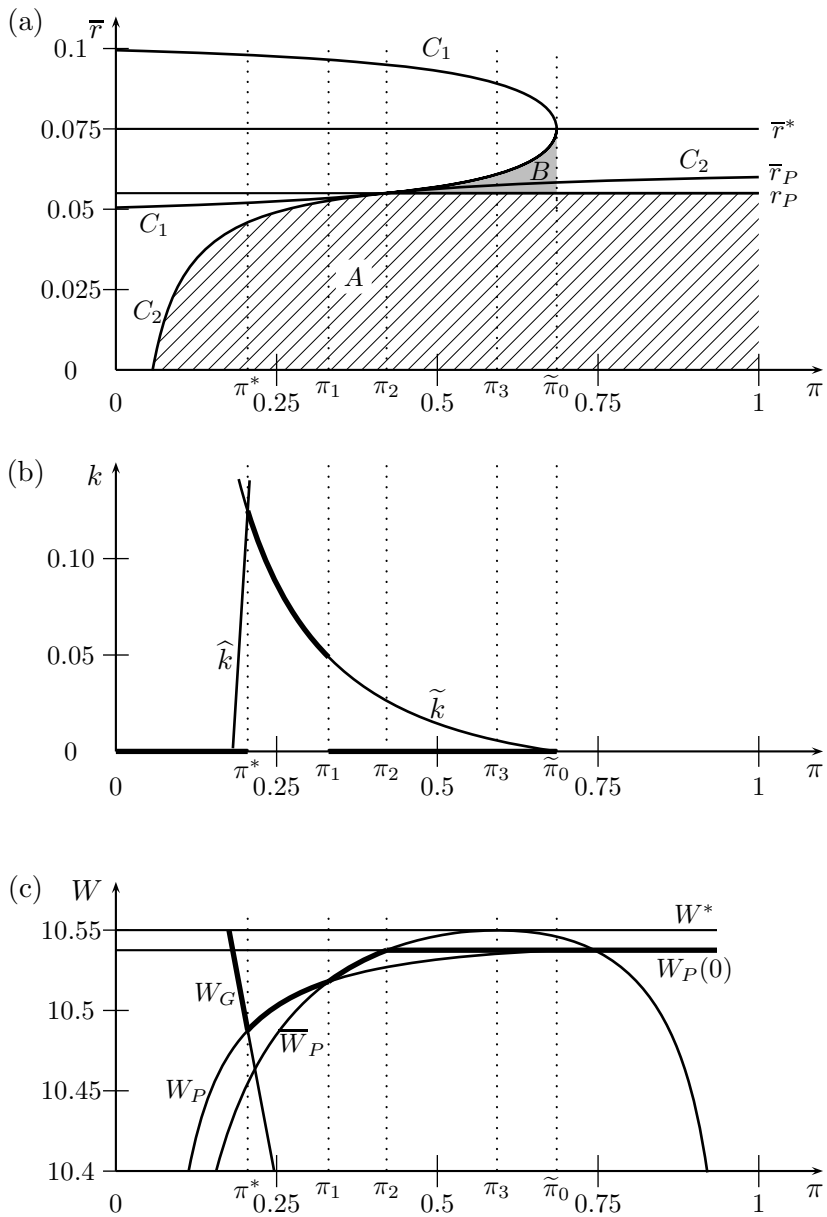 (a) r̅
0.1 C₁
0.075 r̅*
B C₂ r̅_P
0.05 r_P
C₁
A
0.025
C₂
0
π* π₁ π₂ π₃ π̃₀
0 0.25 0.5 0.75 1 π
(b) k
0.10
0.05 k̂
k̃
0
π* π₁ π₂ π₃ π̃₀
0 0.25 0.5 0.75 1 π
(c) W
W*
10.55
W_P(0)
W_G
10.5
W̅_P
10.45 W_P
10.4
π* π₁ π₂ π₃ π̃₀
0 0.25 0.5 0.75 1 π